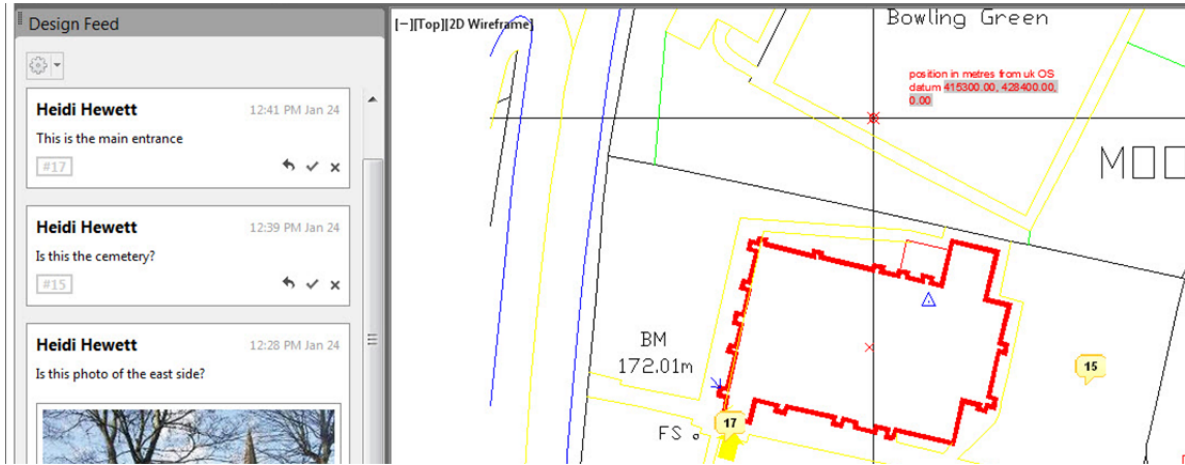 Design Feed
Heidi Hewett 12:41 PM Jan 24
This is the main entrance
#17
Heidi Hewett 12:39 PM Jan 24
Is this the cemetery?
#15
Heidi Hewett 12:28 PM Jan 24
Is this photo of the east side?
[−][Top][2D Wireframe]
Bowling Green
position in metres from uk OS
datum 415300.00, 428400.00,
0.00
BM
172.01m
15
17
FS